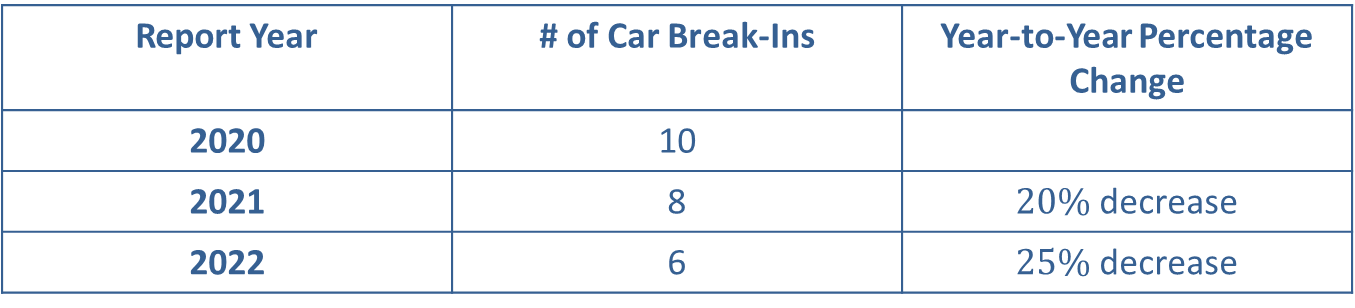 Report Year # of Car Break-Ins Year-to-Year Percentage
Change
2020 10
2021 8 20% decrease
2022 6 25% decrease